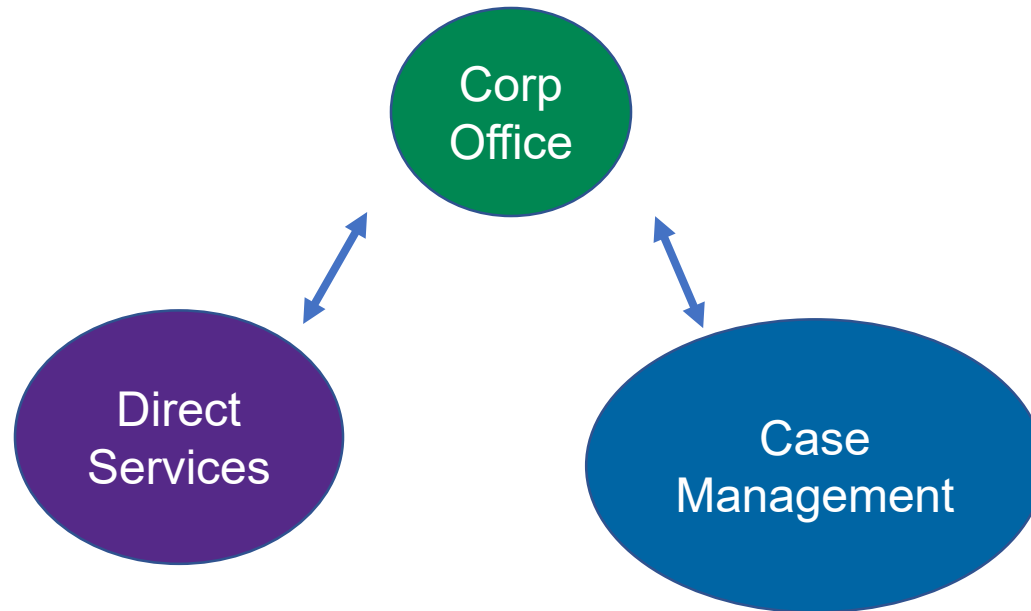 Corp
Office
Direct
Services
Case
Management